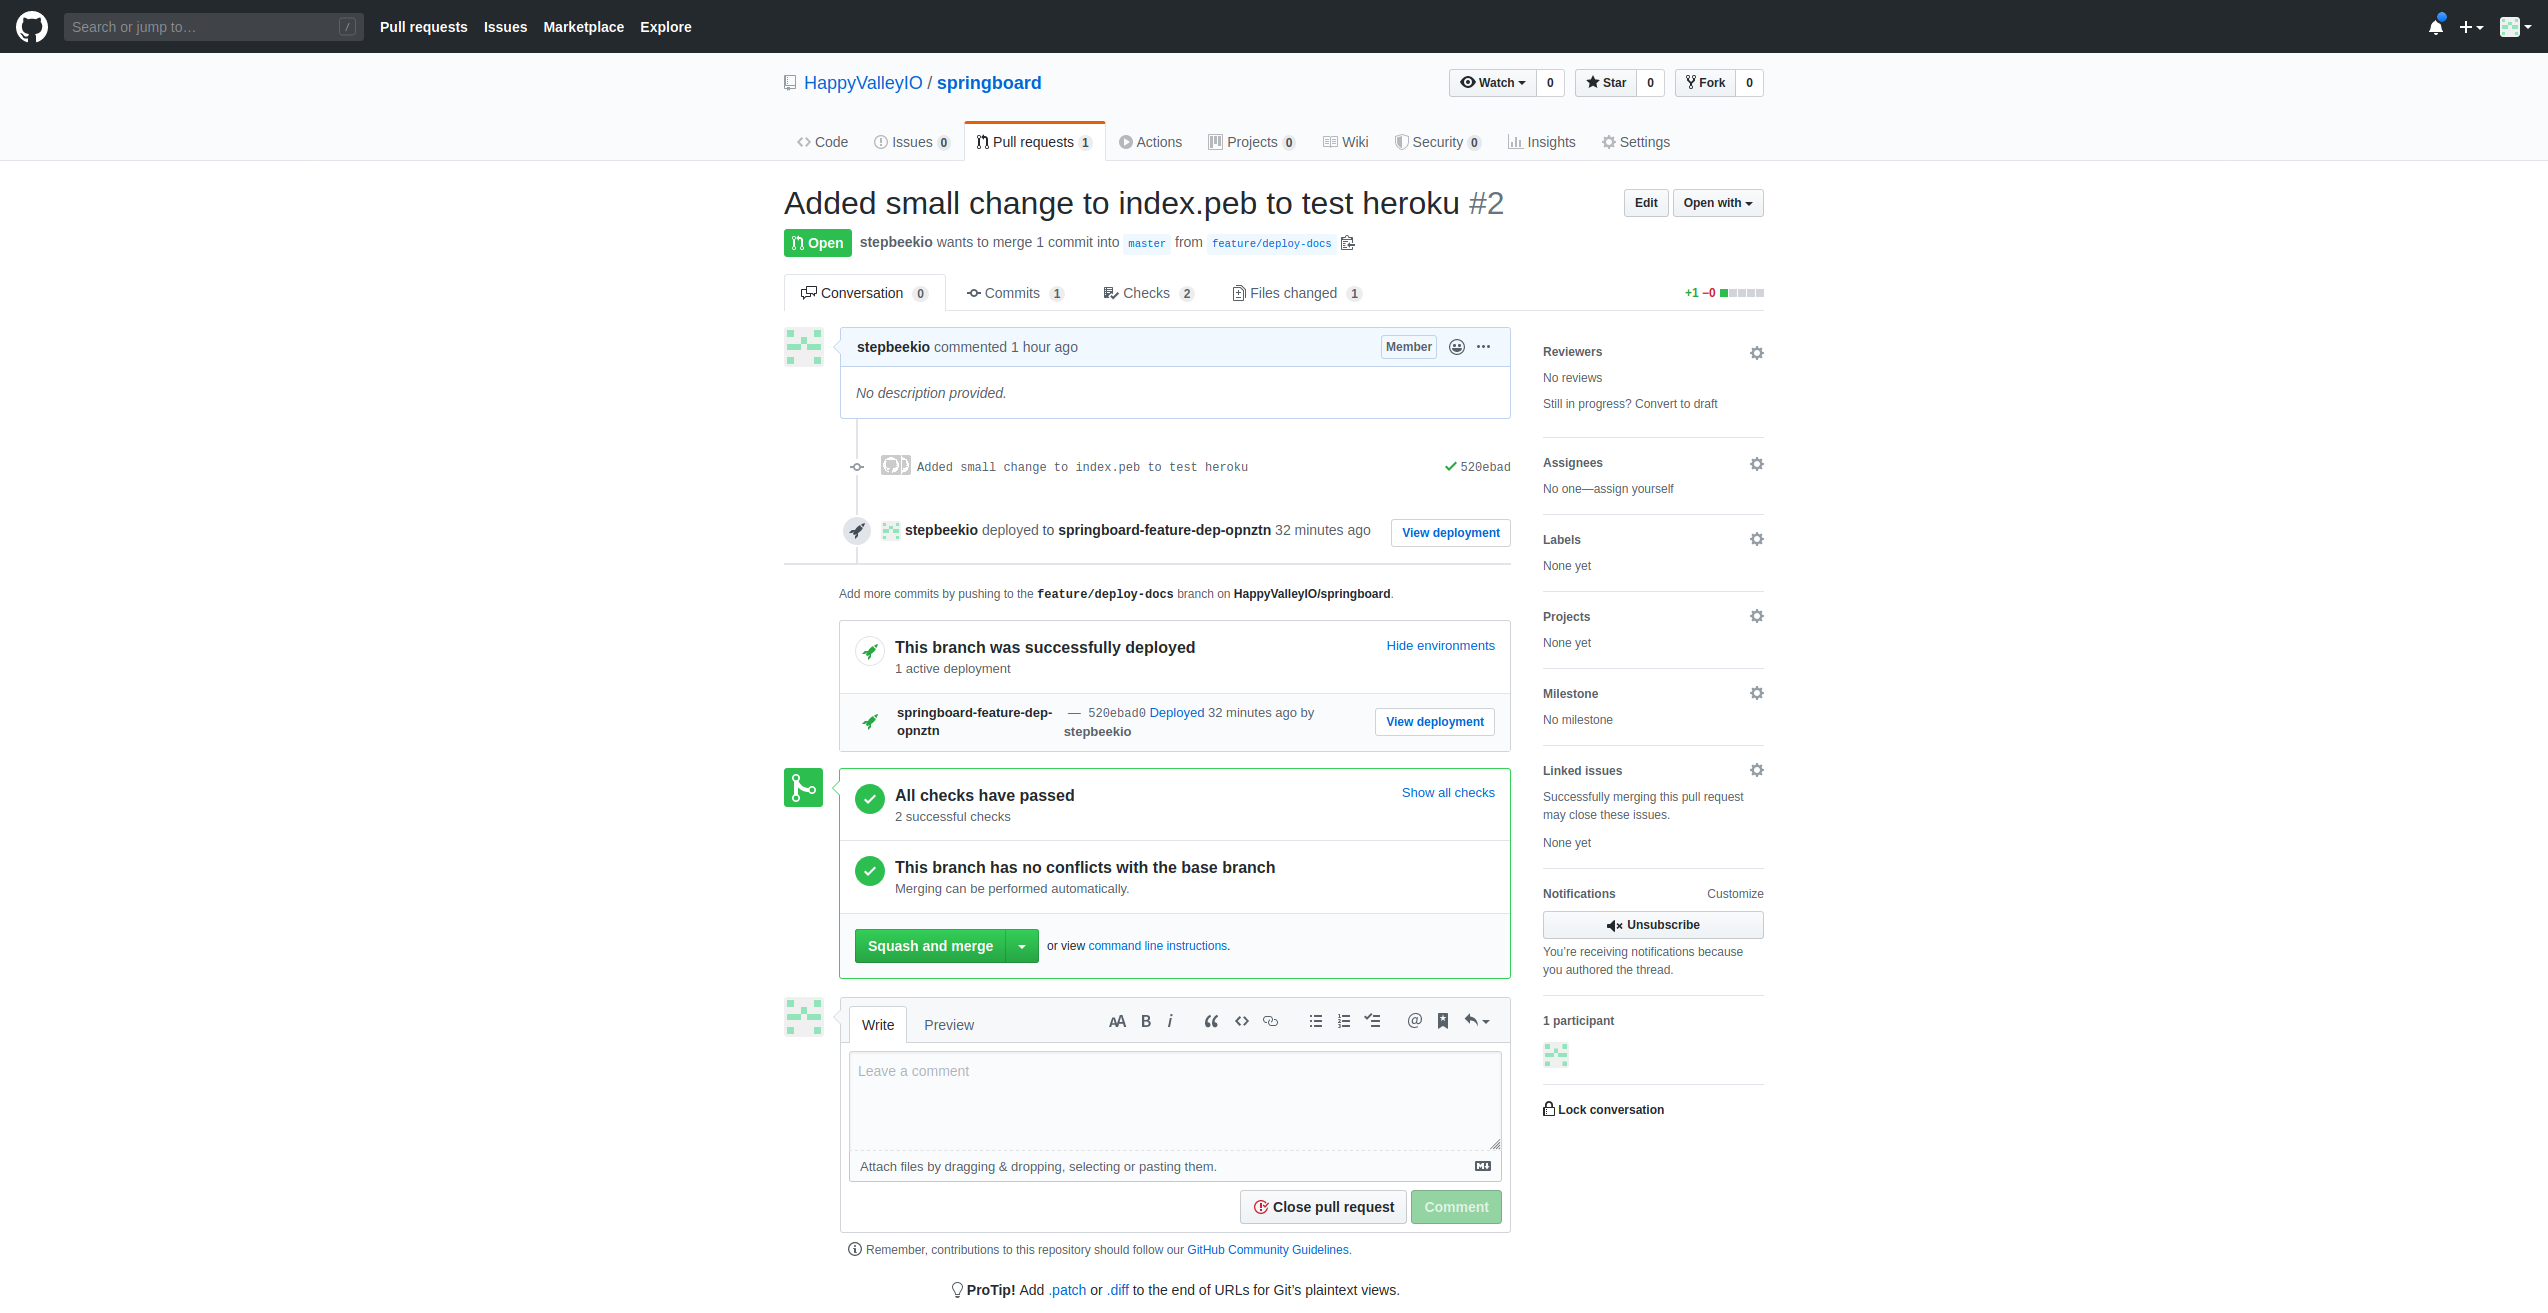 Search or jump to… /
Pull requests Issues Marketplace Explore
HappyValleyIO / springboard
Watch 0 Star 0 Fork 0
Code Issues 0 Pull requests 1 Actions Projects 0 Wiki Security 0 Insights Settings
Added small change to index.peb to test heroku #2
Edit Open with
Open stepbeekio wants to merge 1 commit into master from feature/deploy-docs
Conversation 0 Commits 1 Checks 2 Files changed 1 +1 −0
stepbeekio commented 1 hour ago Member
No description provided.
Added small change to index.peb to test heroku 520ebad
stepbeekio deployed to springboard-feature-dep-opnztn 32 minutes ago View deployment
Add more commits by pushing to the feature/deploy-docs branch on HappyValleyIO/springboard.
This branch was successfully deployed Hide environments
1 active deployment
springboard-feature-dep-
opnztn
— 520ebad0 Deployed 32 minutes ago by
stepbeekio
View deployment
All checks have passed Show all checks
2 successful checks
This branch has no conflicts with the base branch
Merging can be performed automatically.
Squash and merge or view command line instructions.
Write Preview AA B i @
Leave a comment
Attach files by dragging & dropping, selecting or pasting them.
Close pull request Comment
Remember, contributions to this repository should follow our GitHub Community Guidelines.
ProTip! Add .patch or .diff to the end of URLs for Git’s plaintext views.
Reviewers
No reviews
Still in progress? Convert to draft
Assignees
No one—assign yourself
Labels
None yet
Projects
None yet
Milestone
No milestone
Linked issues
Successfully merging this pull request
may close these issues.
None yet
Notifications Customize
Unsubscribe
You’re receiving notifications because
you authored the thread.
1 participant
Lock conversation